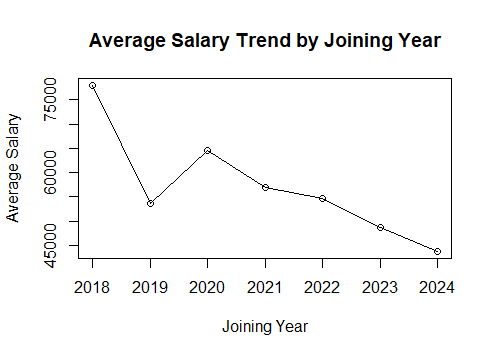 Average Salary Trend by Joining Year
Average Salary
75000
60000
45000
2018 2019 2020 2021 2022 2023 2024
Joining Year